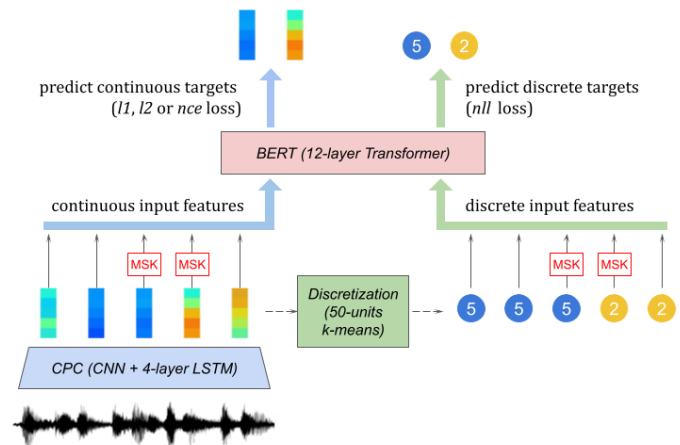 5 2
predict continuous targets
(l1, l2 or nce loss)
predict discrete targets
(nll loss)
BERT (12-layer Transformer)
continuous input features
discrete input features
MSK MSK
MSK MSK
Discretization
(50-units
k-means)
5 5 5 2 2
CPC (CNN + 4-layer LSTM)